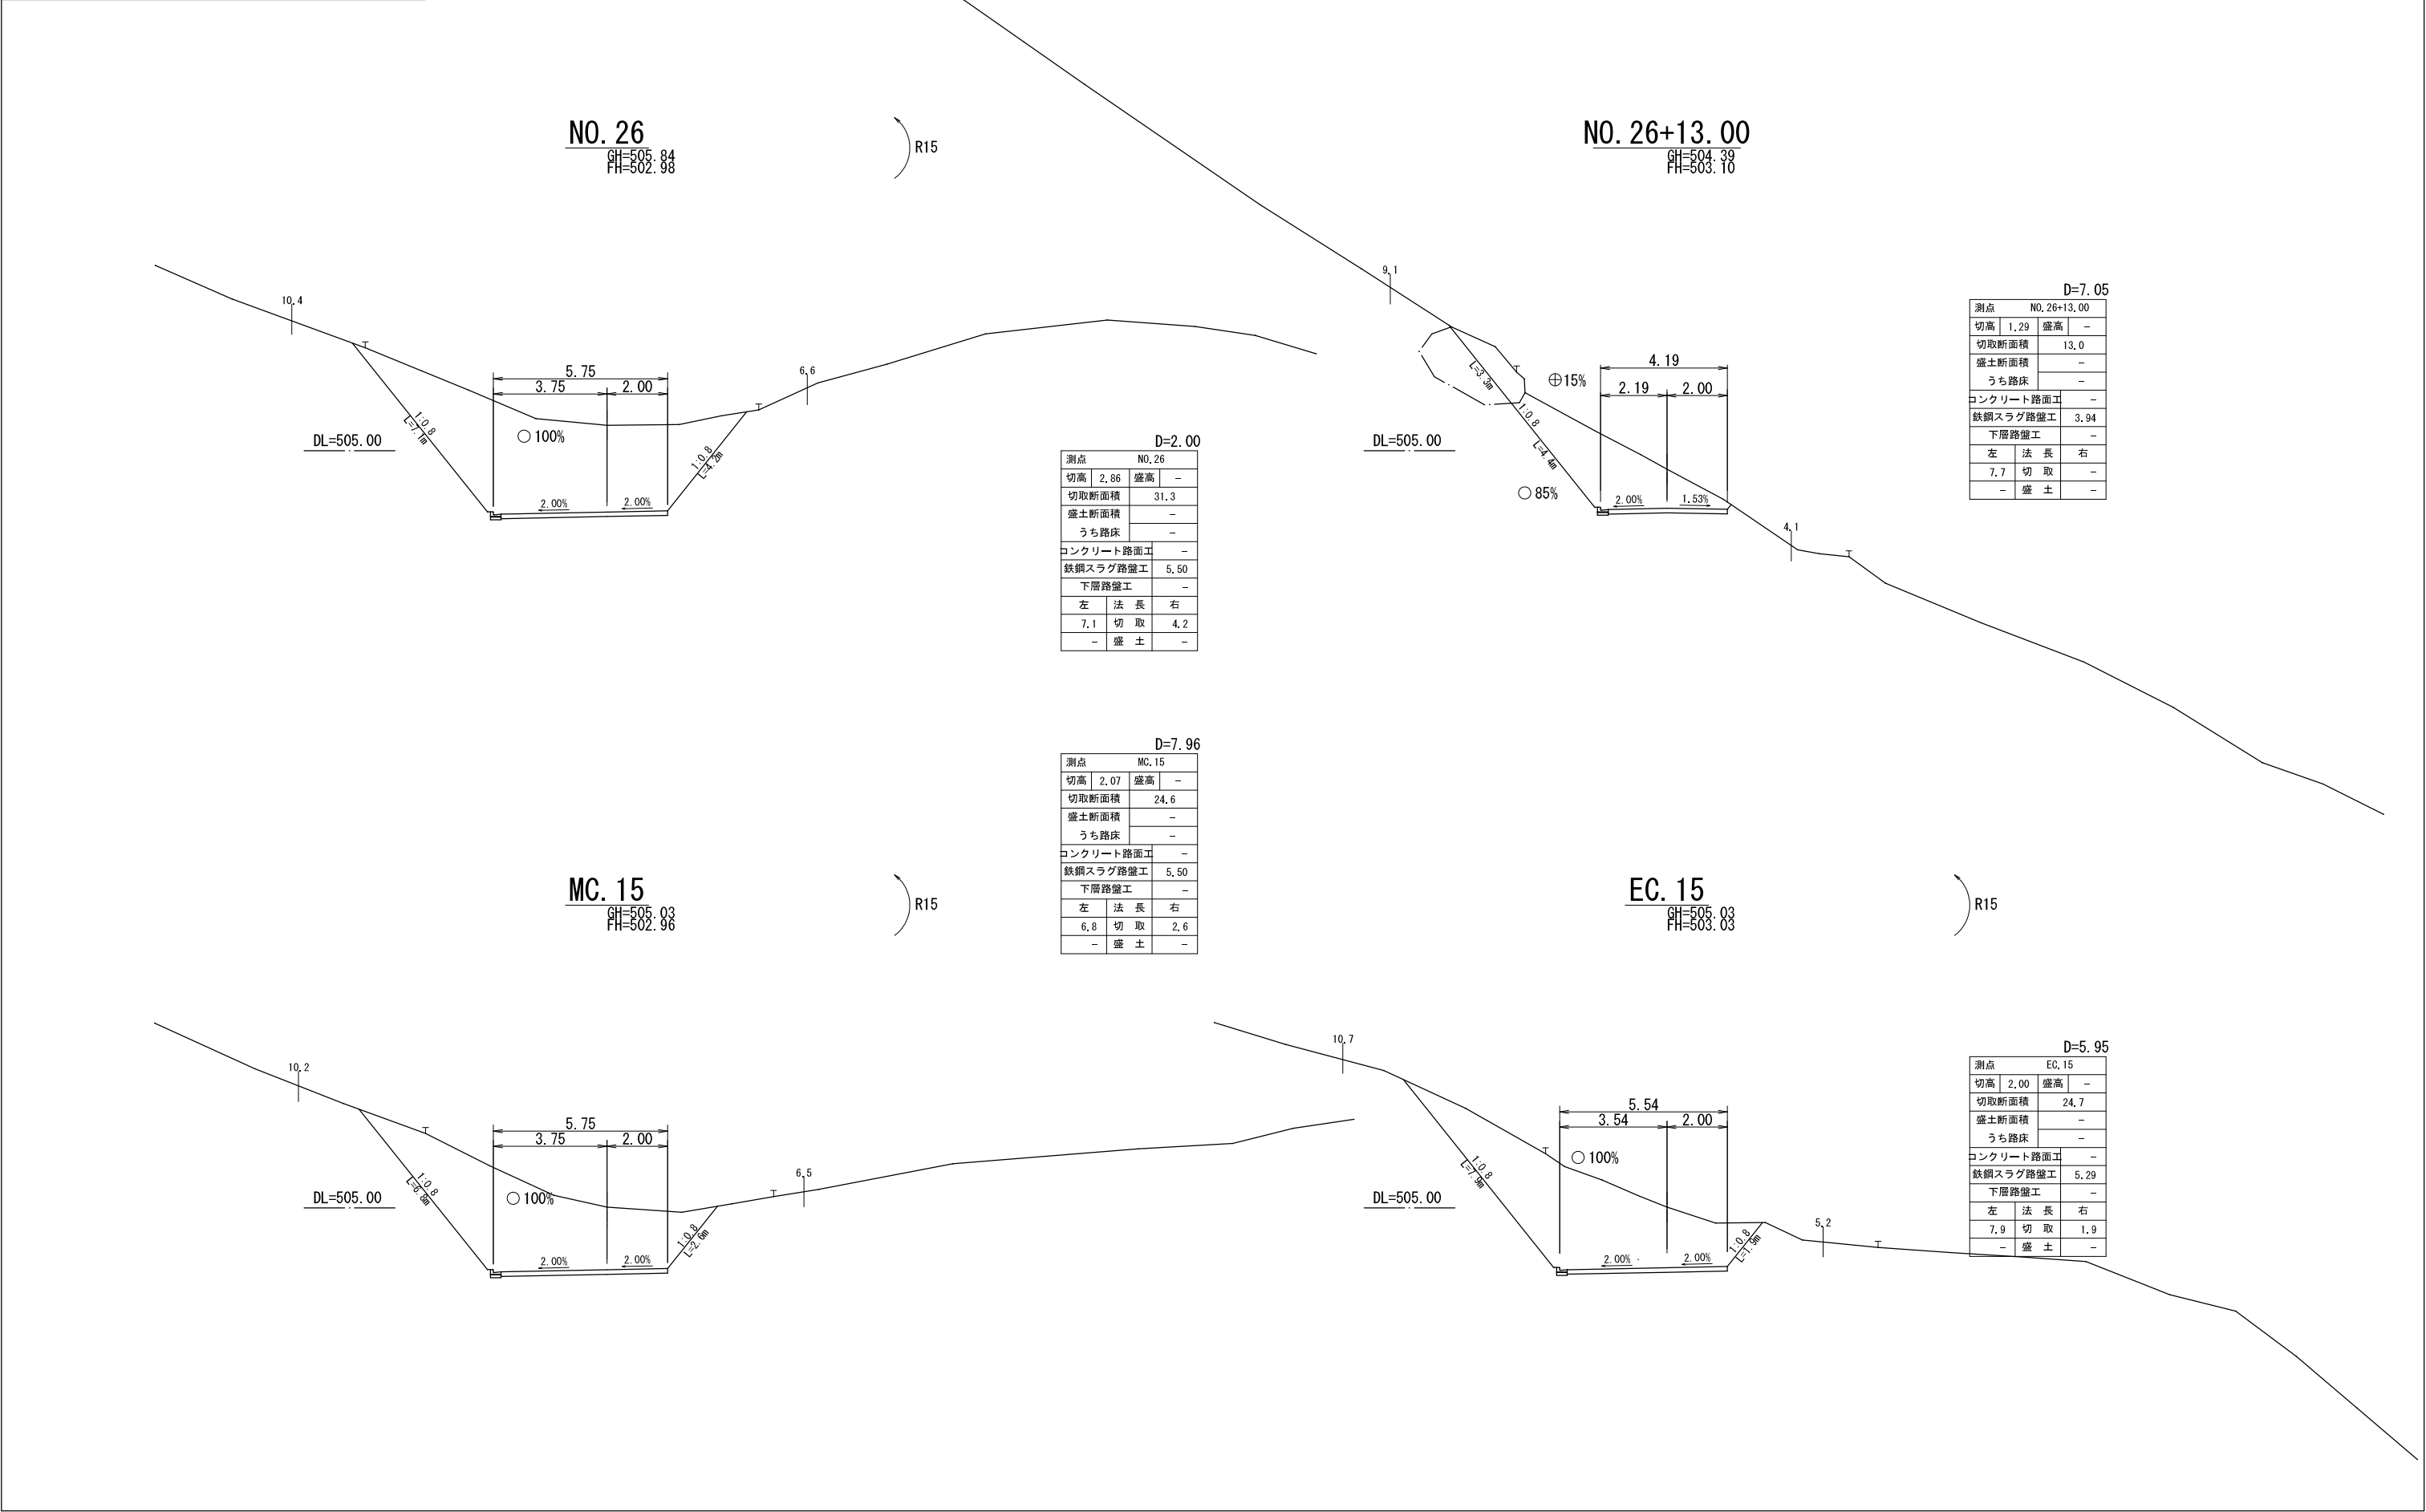 NO.26
GH=505.84
FH=502.98
R15
10.4
6.6
5.75
3.75 2.00
1:0.8
L=7.1m
○100%
1:0.8
L=4.2m
DL=505.00
2.00% 2.00%
D=2.00
測点 NO.26
切高 2.86 盛高 -
切取断面積 31.3
盛土断面積 -
うち路床 -
コンクリート路面工 -
鉄鋼スラグ路盤工 5.50
下層路盤工 -
左 法 長 右
7.1 切 取 4.2
- 盛 土 -
NO.26+13.00
GH=504.39
FH=503.10
9.1
4.19
2.19 2.00
L=3.3m
⊕15%
1:0.8
L=4.4m
DL=505.00
○85%
2.00% 1.53%
4.1
D=7.05
測点 NO.26+13.00
切高 1.29 盛高 -
切取断面積 13.0
盛土断面積 -
うち路床 -
コンクリート路面工 -
鉄鋼スラグ路盤工 3.94
下層路盤工 -
左 法 長 右
7.7 切 取 -
- 盛 土 -
MC.15
GH=505.03
FH=502.96
R15
10.2
6.5
5.75
3.75 2.00
1:0.8
L=6.8m
○100%
1:0.8
L=2.6m
DL=505.00
2.00% 2.00%
D=7.96
測点 MC.15
切高 2.07 盛高 -
切取断面積 24.6
盛土断面積 -
うち路床 -
コンクリート路面工 -
鉄鋼スラグ路盤工 5.50
下層路盤工 -
左 法 長 右
6.8 切 取 2.6
- 盛 土 -
EC.15
GH=505.03
FH=503.03
R15
10.7
5.2
5.54
3.54 2.00
1:0.8
L=7.9m
○100%
1:0.8
L=1.9m
DL=505.00
2.00% 2.00%
D=5.95
測点 EC.15
切高 2.00 盛高 -
切取断面積 24.7
盛土断面積 -
うち路床 -
コンクリート路面工 -
鉄鋼スラグ路盤工 5.29
下層路盤工 -
左 法 長 右
7.9 切 取 1.9
- 盛 土 -